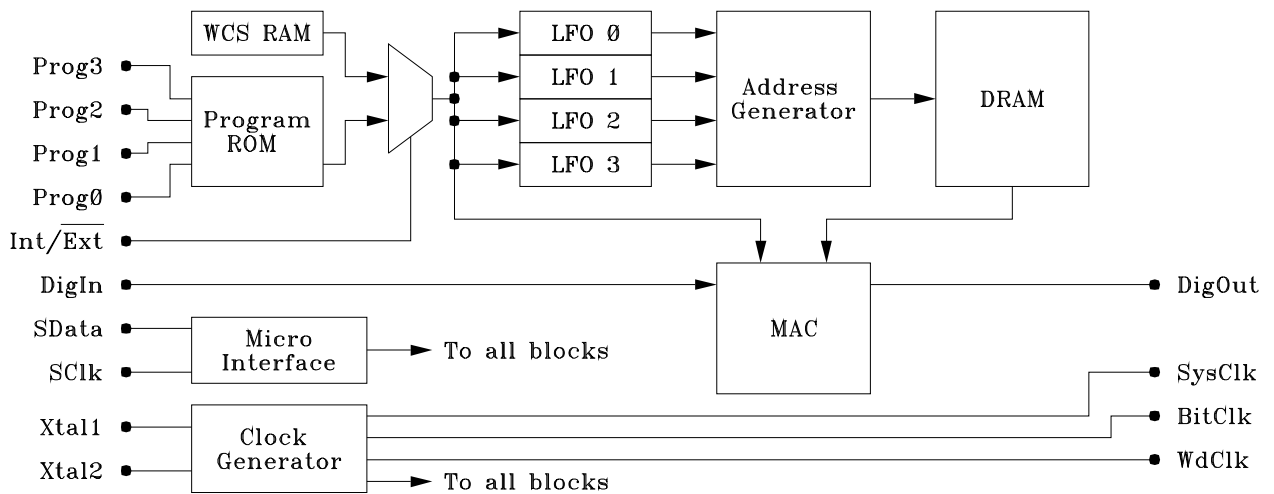 WCS RAM
LFO Ø
Prog3
LFO 1
Address
Generator
DRAM
Prog2
Program
ROM
LFO 2
Prog1
LFO 3
ProgØ
Int/Ext
DigIn
DigOut
SData
Micro
Interface
MAC
To all blocks
SClk
SysClk
Xtal1
Clock
Generator
BitClk
Xtal2
WdClk
To all blocks